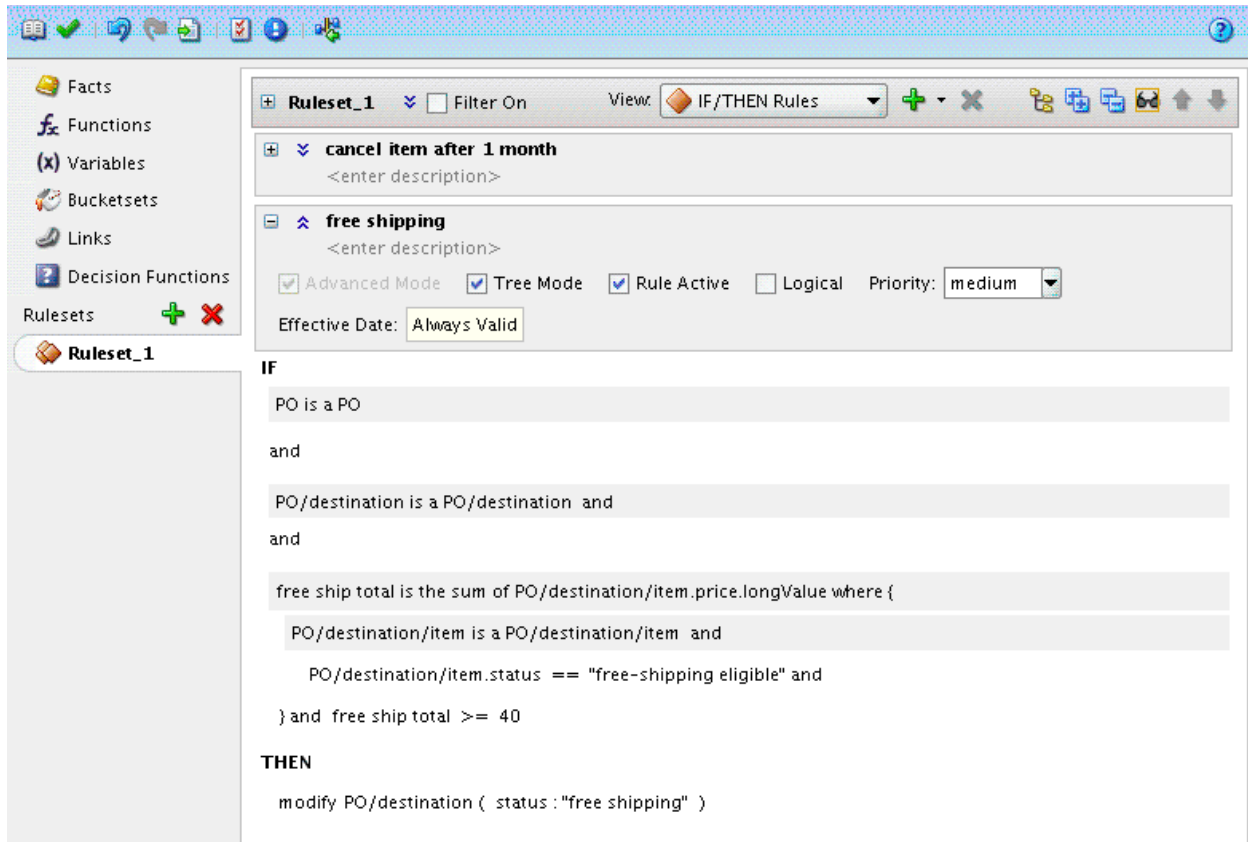 Facts
Functions
Variables
Bucketsets
Links
Decision Functions
Rulesets
Ruleset_1
Ruleset_1 Filter On View: IF/THEN Rules
cancel item after 1 month
<enter description>
free shipping
<enter description>
Advanced Mode Tree Mode Rule Active Logical Priority: medium
Effective Date: Always Valid
IF
PO is a PO
and
PO/destination is a PO/destination and
and
free ship total is the sum of PO/destination/item.price.longValue where {
PO/destination/item is a PO/destination/item and
PO/destination/item.status == "free-shipping eligible" and
} and free ship total >= 40
THEN
modify PO/destination ( status : "free shipping" )